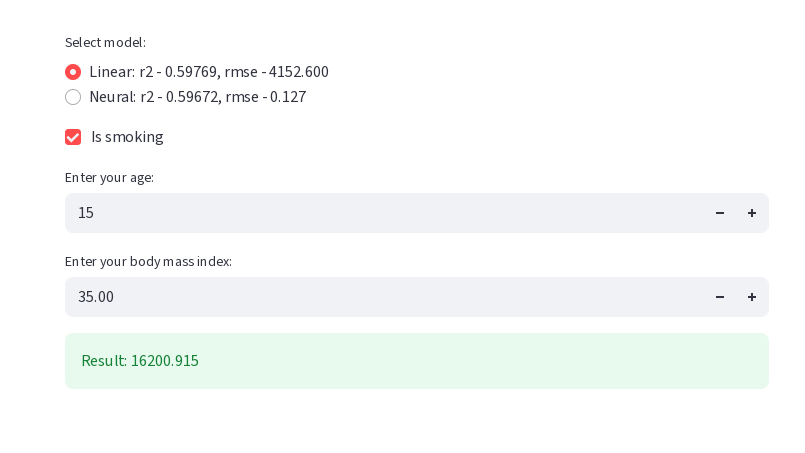 Select model:
Linear: r2 - 0.59769, rmse - 4152.600
Neural: r2 - 0.59672, rmse - 0.127
Is smoking
Enter your age:
15
Enter your body mass index:
35.00
Result: 16200.915